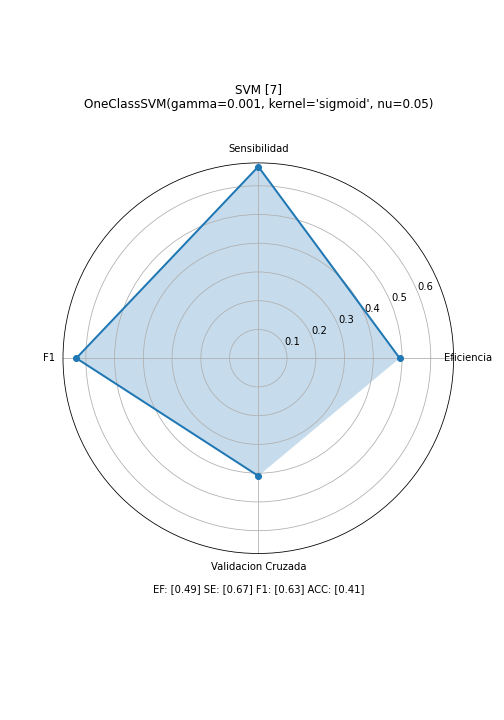 SVM [7]
OneClassSVM(gamma=0.001, kernel='sigmoid', nu=0.05)
Sensibilidad
0.6
0.5
0.4
0.3
0.2
0.1
F1
Eficiencia
Validacion Cruzada
EF: [0.49] SE: [0.67] F1: [0.63] ACC: [0.41]